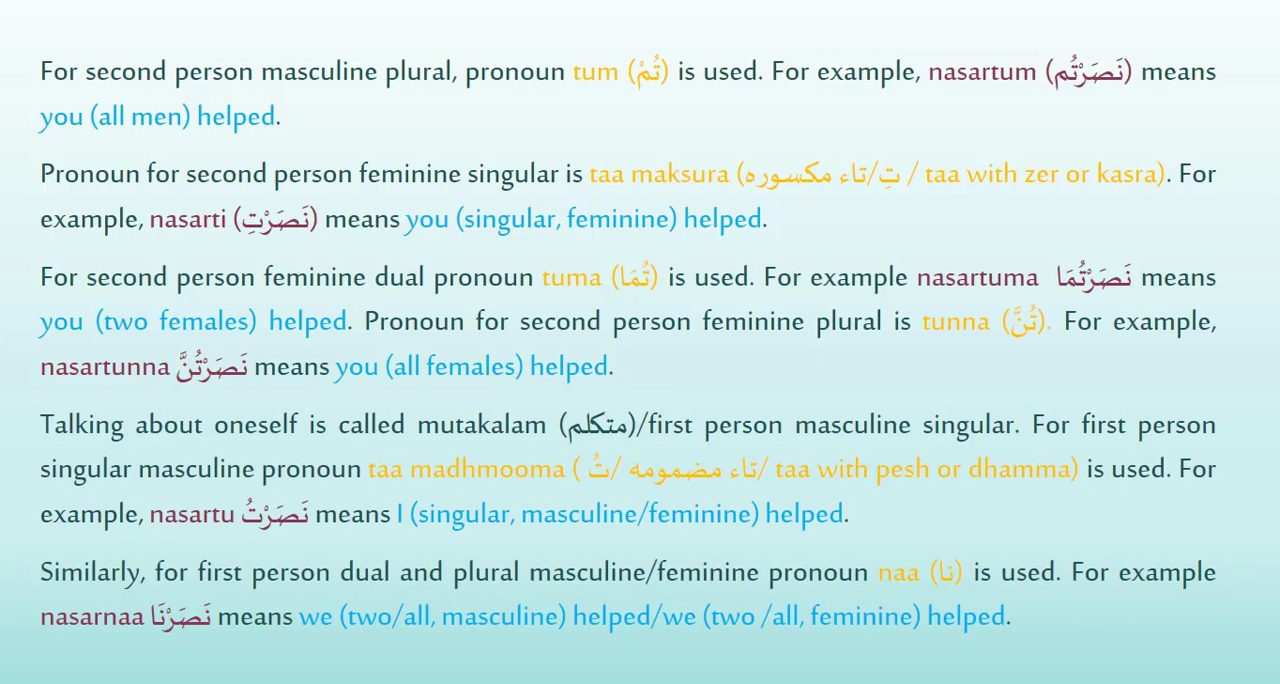 For second person masculine plural, pronoun tum (تُمْ) is used. For example, nasartum (نَصَرْتُم) means
you (all men) helped.
Pronoun for second person feminine singular is taa maksura (تاء مكسوره/تِ / taa with zer or kasra). For
example, nasarti (نَصَرْتِ) means you (singular, feminine) helped.
For second person feminine dual pronoun tuma (تُمَا) is used. For example nasartuma نَصَرْتُمَا means
you (two females) helped. Pronoun for second person feminine plural is tunna (تُنَّ). For example,
nasartunna نَصَرْتُنَّ means you (all females) helped.
Talking about oneself is called mutakalam (متكلم)/first person masculine singular. For first person
singular masculine pronoun taa madhmooma ( تُ/ تاء مضمومه/ taa with pesh or dhamma) is used. For
example, nasartu نَصَرْتُ means I (singular, masculine/feminine) helped.
Similarly, for first person dual and plural masculine/feminine pronoun naa (نا) is used. For example
nasarnaa نَصَرْنَا means we (two/all, masculine) helped/we (two /all, feminine) helped.